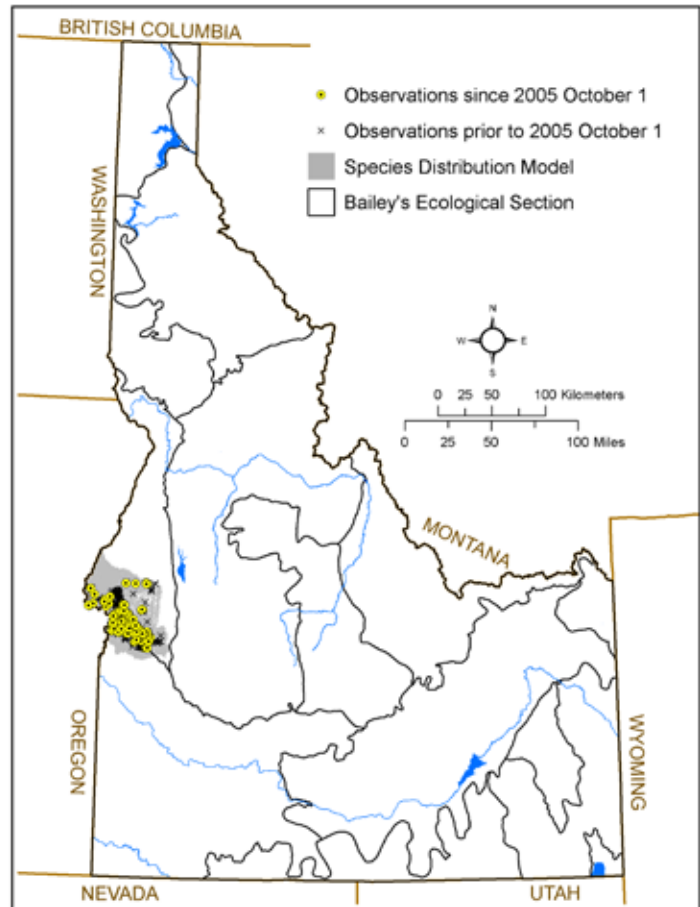 BRITISH COLUMBIA
Observations since 2005 October 1
Observations prior to 2005 October 1
Species Distribution Model
Bailey's Ecological Section
WASHINGTON
N
W E
S
0 25 50 100 Kilometers
0 25 50 100 Miles
MONTANA
OREGON
WYOMING
NEVADA
UTAH